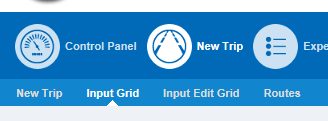 Control Panel New Trip Expe
New Trip Input Grid Input Edit Grid Routes